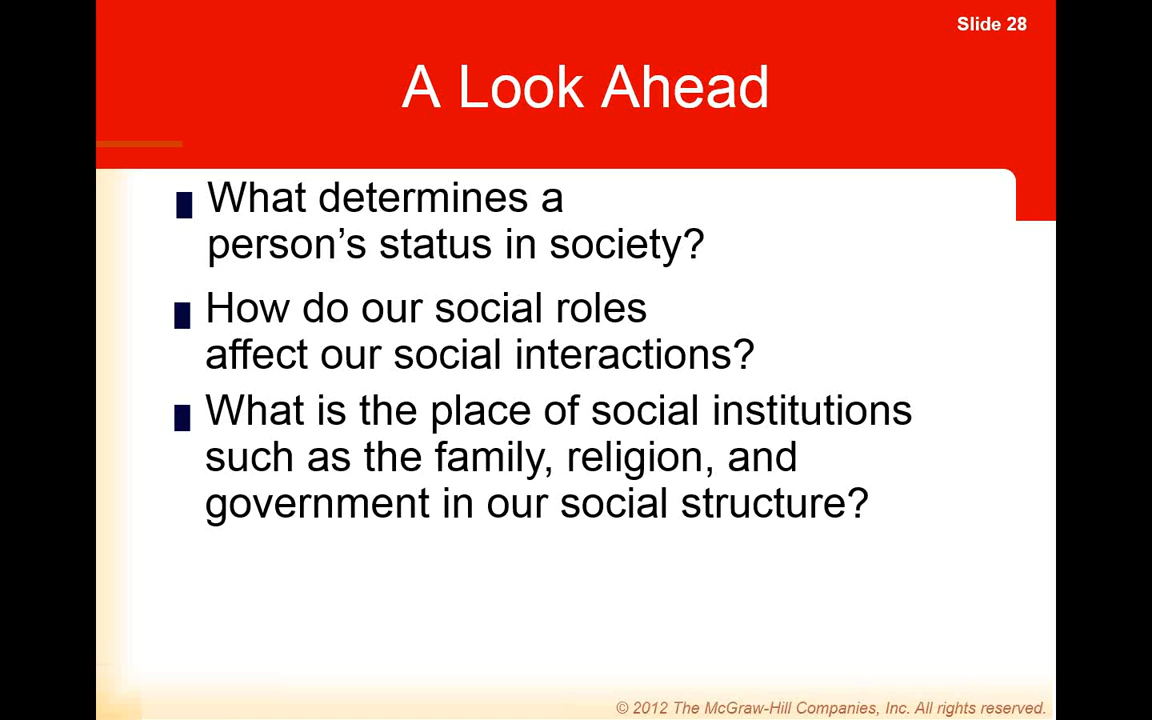 Slide 28
A Look Ahead
What determines a
person’s status in society?
How do our social roles
affect our social interactions?
What is the place of social institutions
such as the family, religion, and
government in our social structure?
© 2012 The McGraw-Hill Companies, Inc. All rights reserved.